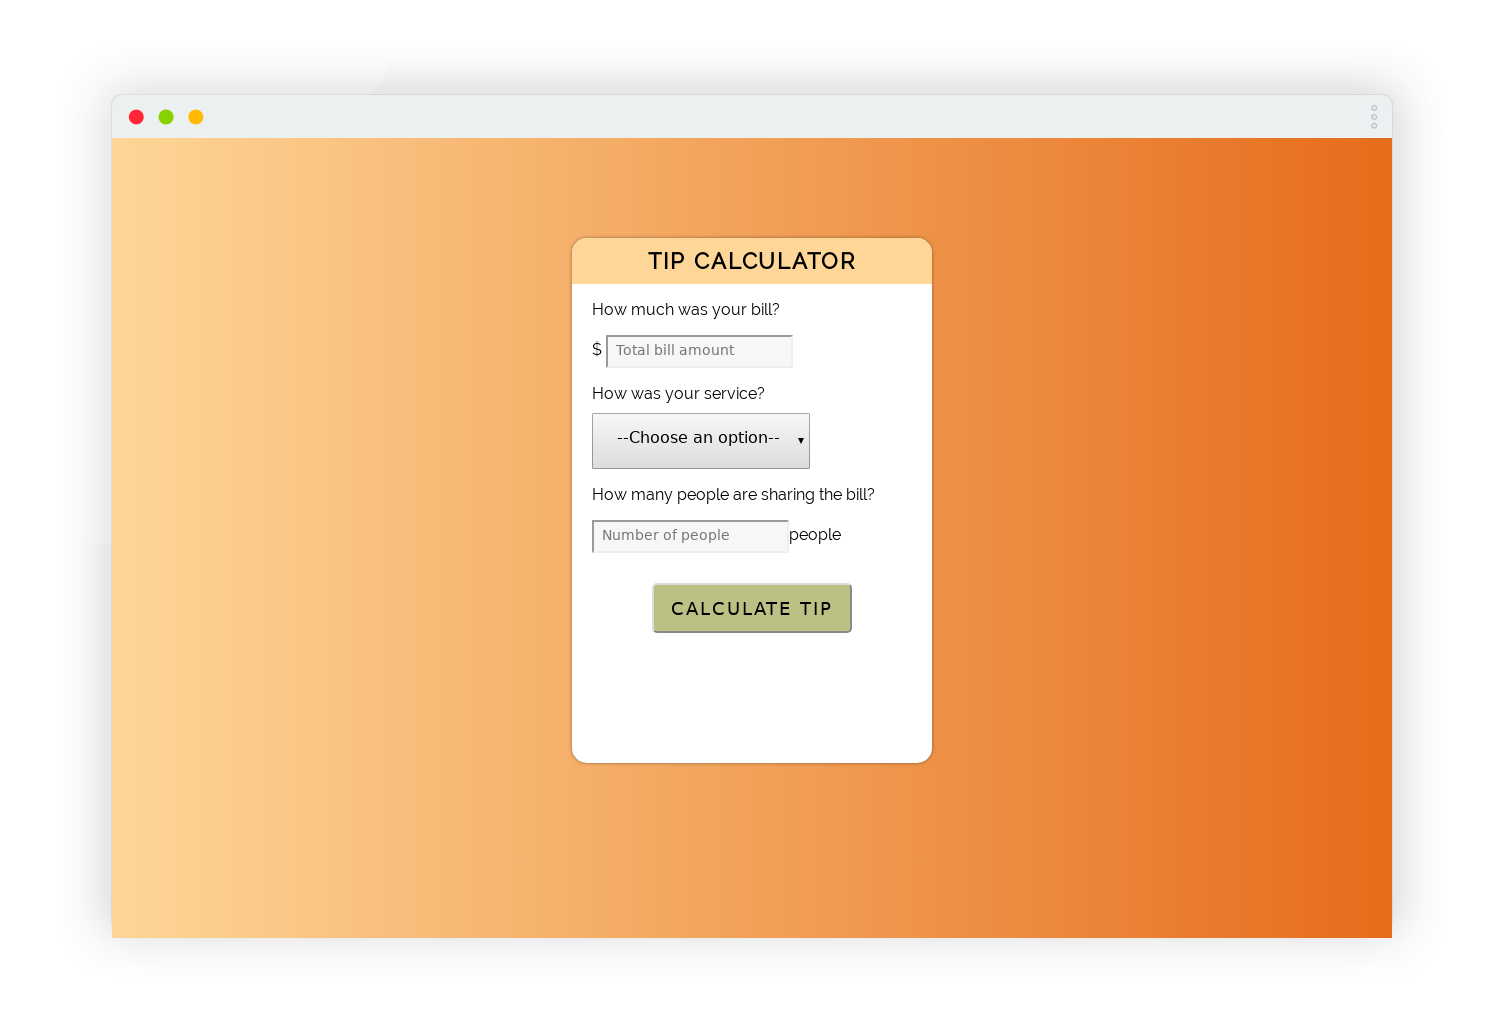 TIP CALCULATOR
How much was your bill?
$ Total bill amount
How was your service?
--Choose an option--
How many people are sharing the bill?
Number of people people
CALCULATE TIP